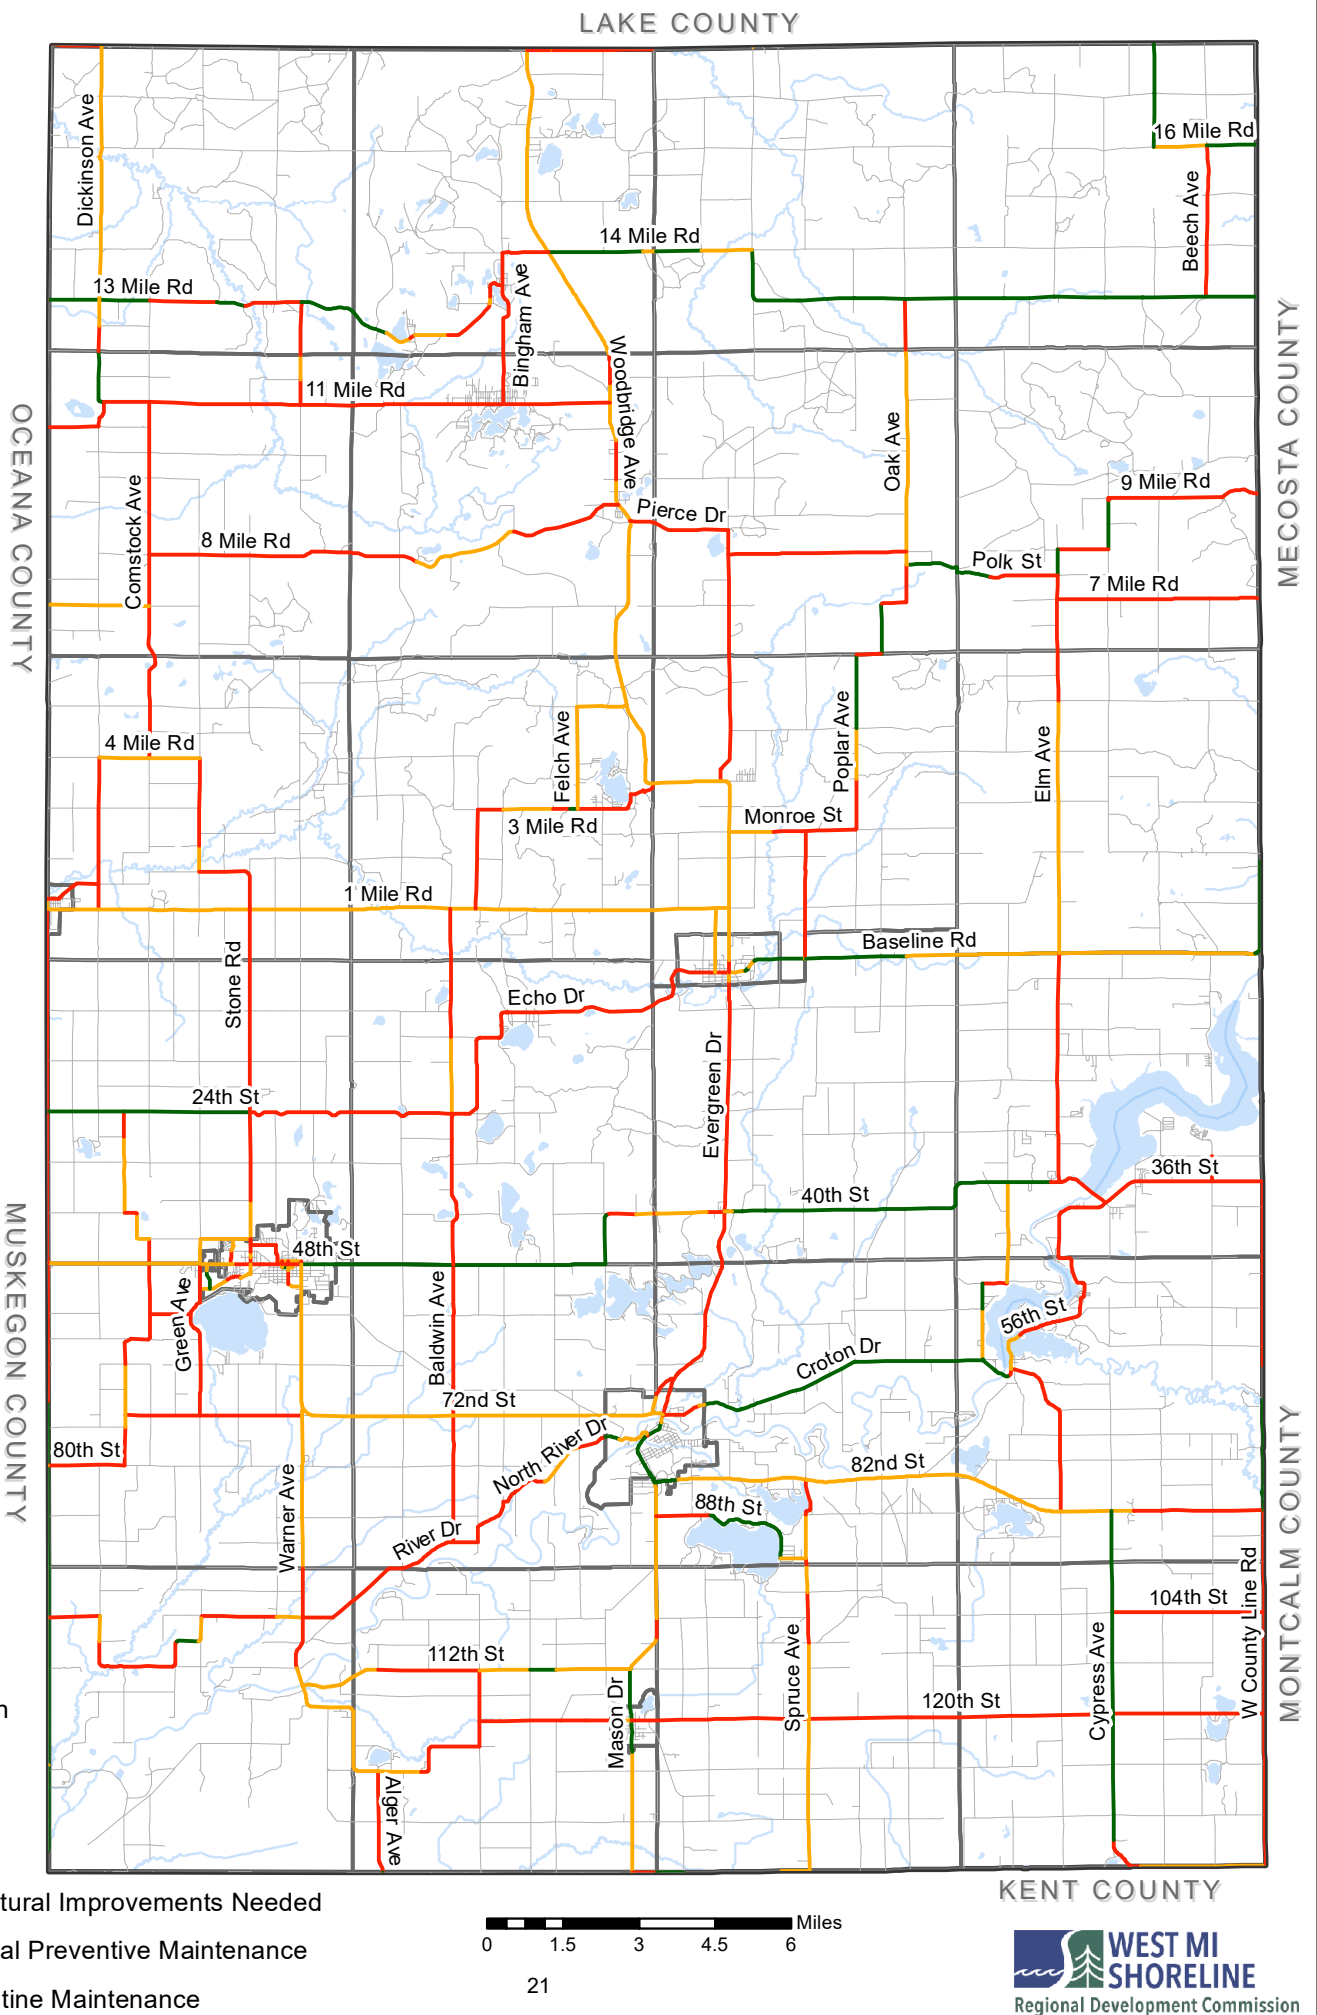 LAKE COUNTY
Dickinson Ave
16 Mile Rd
Beech Ave
14 Mile Rd
13 Mile Rd
Bingham Ave
Woodbridge Ave
11 Mile Rd
MECOSTA COUNTY
OCEANA COUNTY
Oak Ave
Comstock Ave
9 Mile Rd
Pierce Dr
8 Mile Rd
Polk St
7 Mile Rd
Felch Ave
Poplar Ave
Elm Ave
4 Mile Rd
3 Mile Rd
Monroe St
1 Mile Rd
Baseline Rd
Stone Rd
Echo Dr
Evergreen Dr
24th St
36th St
40th St
MUSKEGON COUNTY
48th St
Green Ave
Baldwin Ave
56th St
Croton Dr
72nd St
North River Dr
80th St
82nd St
MONTCALM COUNTY
Warner Ave
88th St
River Dr
W County Line Rd
104th St
112th St
Mason Dr
Spruce Ave
Cypress Ave
120th St
n
Alger Ave
KENT COUNTY
tural Improvements Needed
al Preventive Maintenance
tine Maintenance
Miles
0 1.5 3 4.5 6
21
WEST MI
SHORELINE
Regional Development Commission